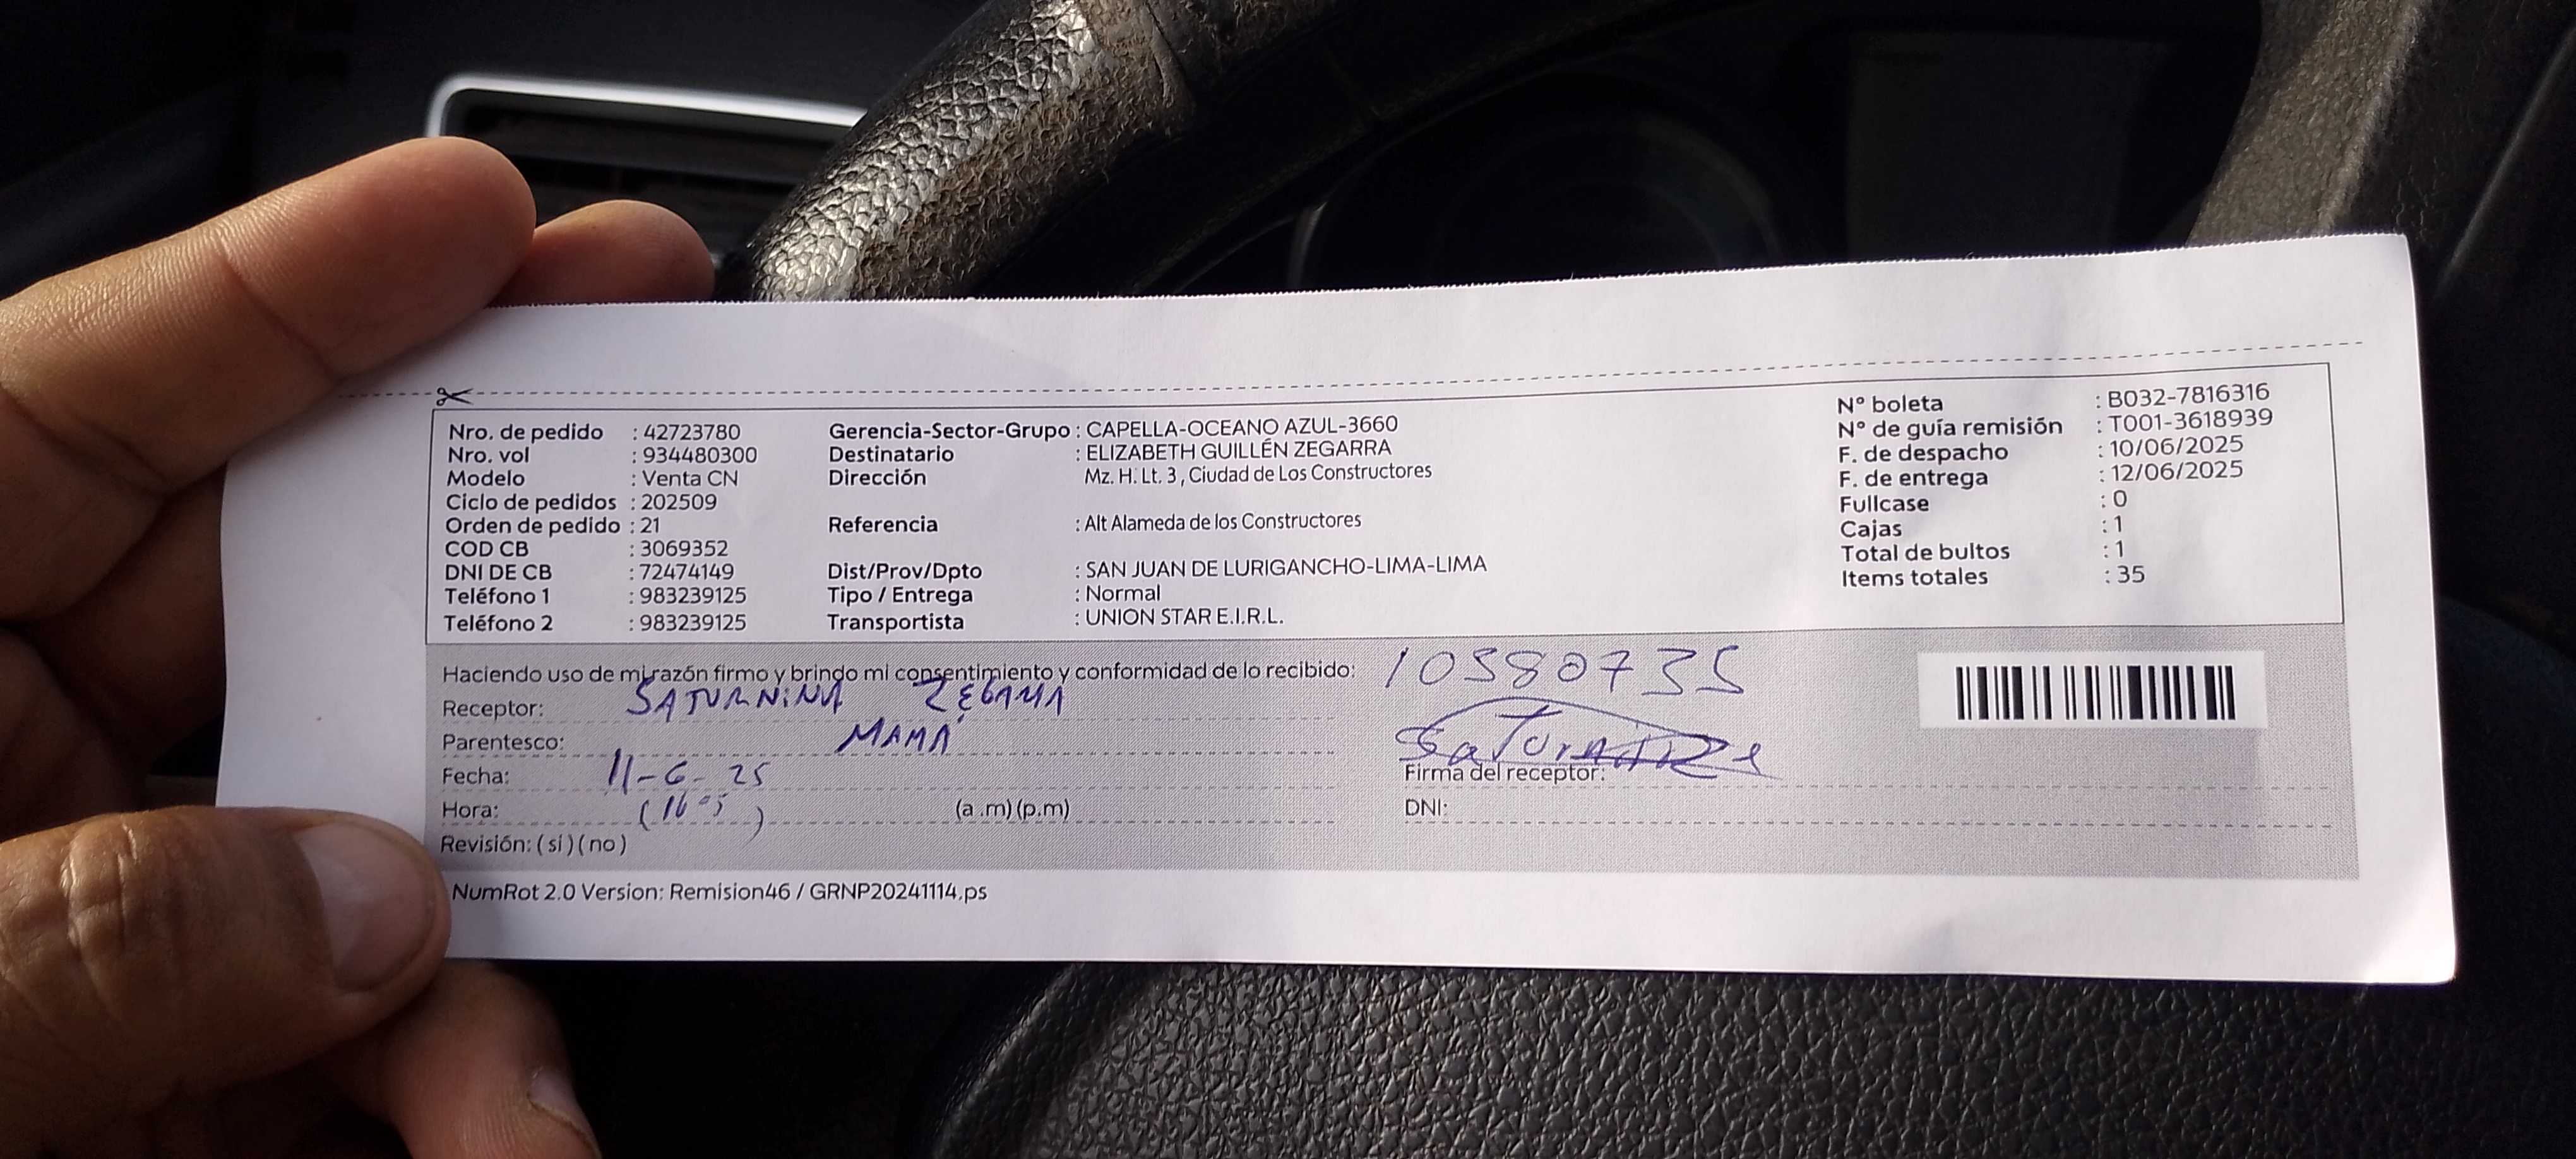 Nro. de pedido : 42723780
Nro. vol : 934480300
Modelo : Venta CN
Ciclo de pedidos : 202509
Orden de pedido : 21
COD CB : 3069352
DNI DE CB : 72474149
Teléfono 1 : 983239125
Teléfono 2 : 983239125
Gerencia-Sector-Grupo : CAPELLA-OCEANO AZUL-3660
Destinatario : ELIZABETH GUILLÉN ZEGARRA
Dirección Mz. H. Lt. 3 , Ciudad de Los Constructores
Referencia : Alt Alameda de los Constructores
Dist/Prov/Dpto : SAN JUAN DE LURIGANCHO-LIMA-LIMA
Tipo / Entrega : Normal
Transportista : UNION STAR E.I.R.L.
N° boleta : B032-7816316
N° de guía remisión : T001-3618939
F. de despacho : 10/06/2025
F. de entrega : 12/06/2025
Fullcase : 0
Cajas : 1
Total de bultos : 1
Items totales : 35
Haciendo uso de mi razón firmo y brindo mi consentimiento y conformidad de lo recibido: 10580735
Receptor: SATURNINA
Parentesco: MAMÁ
Fecha: 11-6-25
Hora: (a .m) (p.m)
Revisión: ( si ) ( no )
Firma del receptor:
DNI:
NumRot 2.0 Version: Remision46 / GRNP20241114.ps